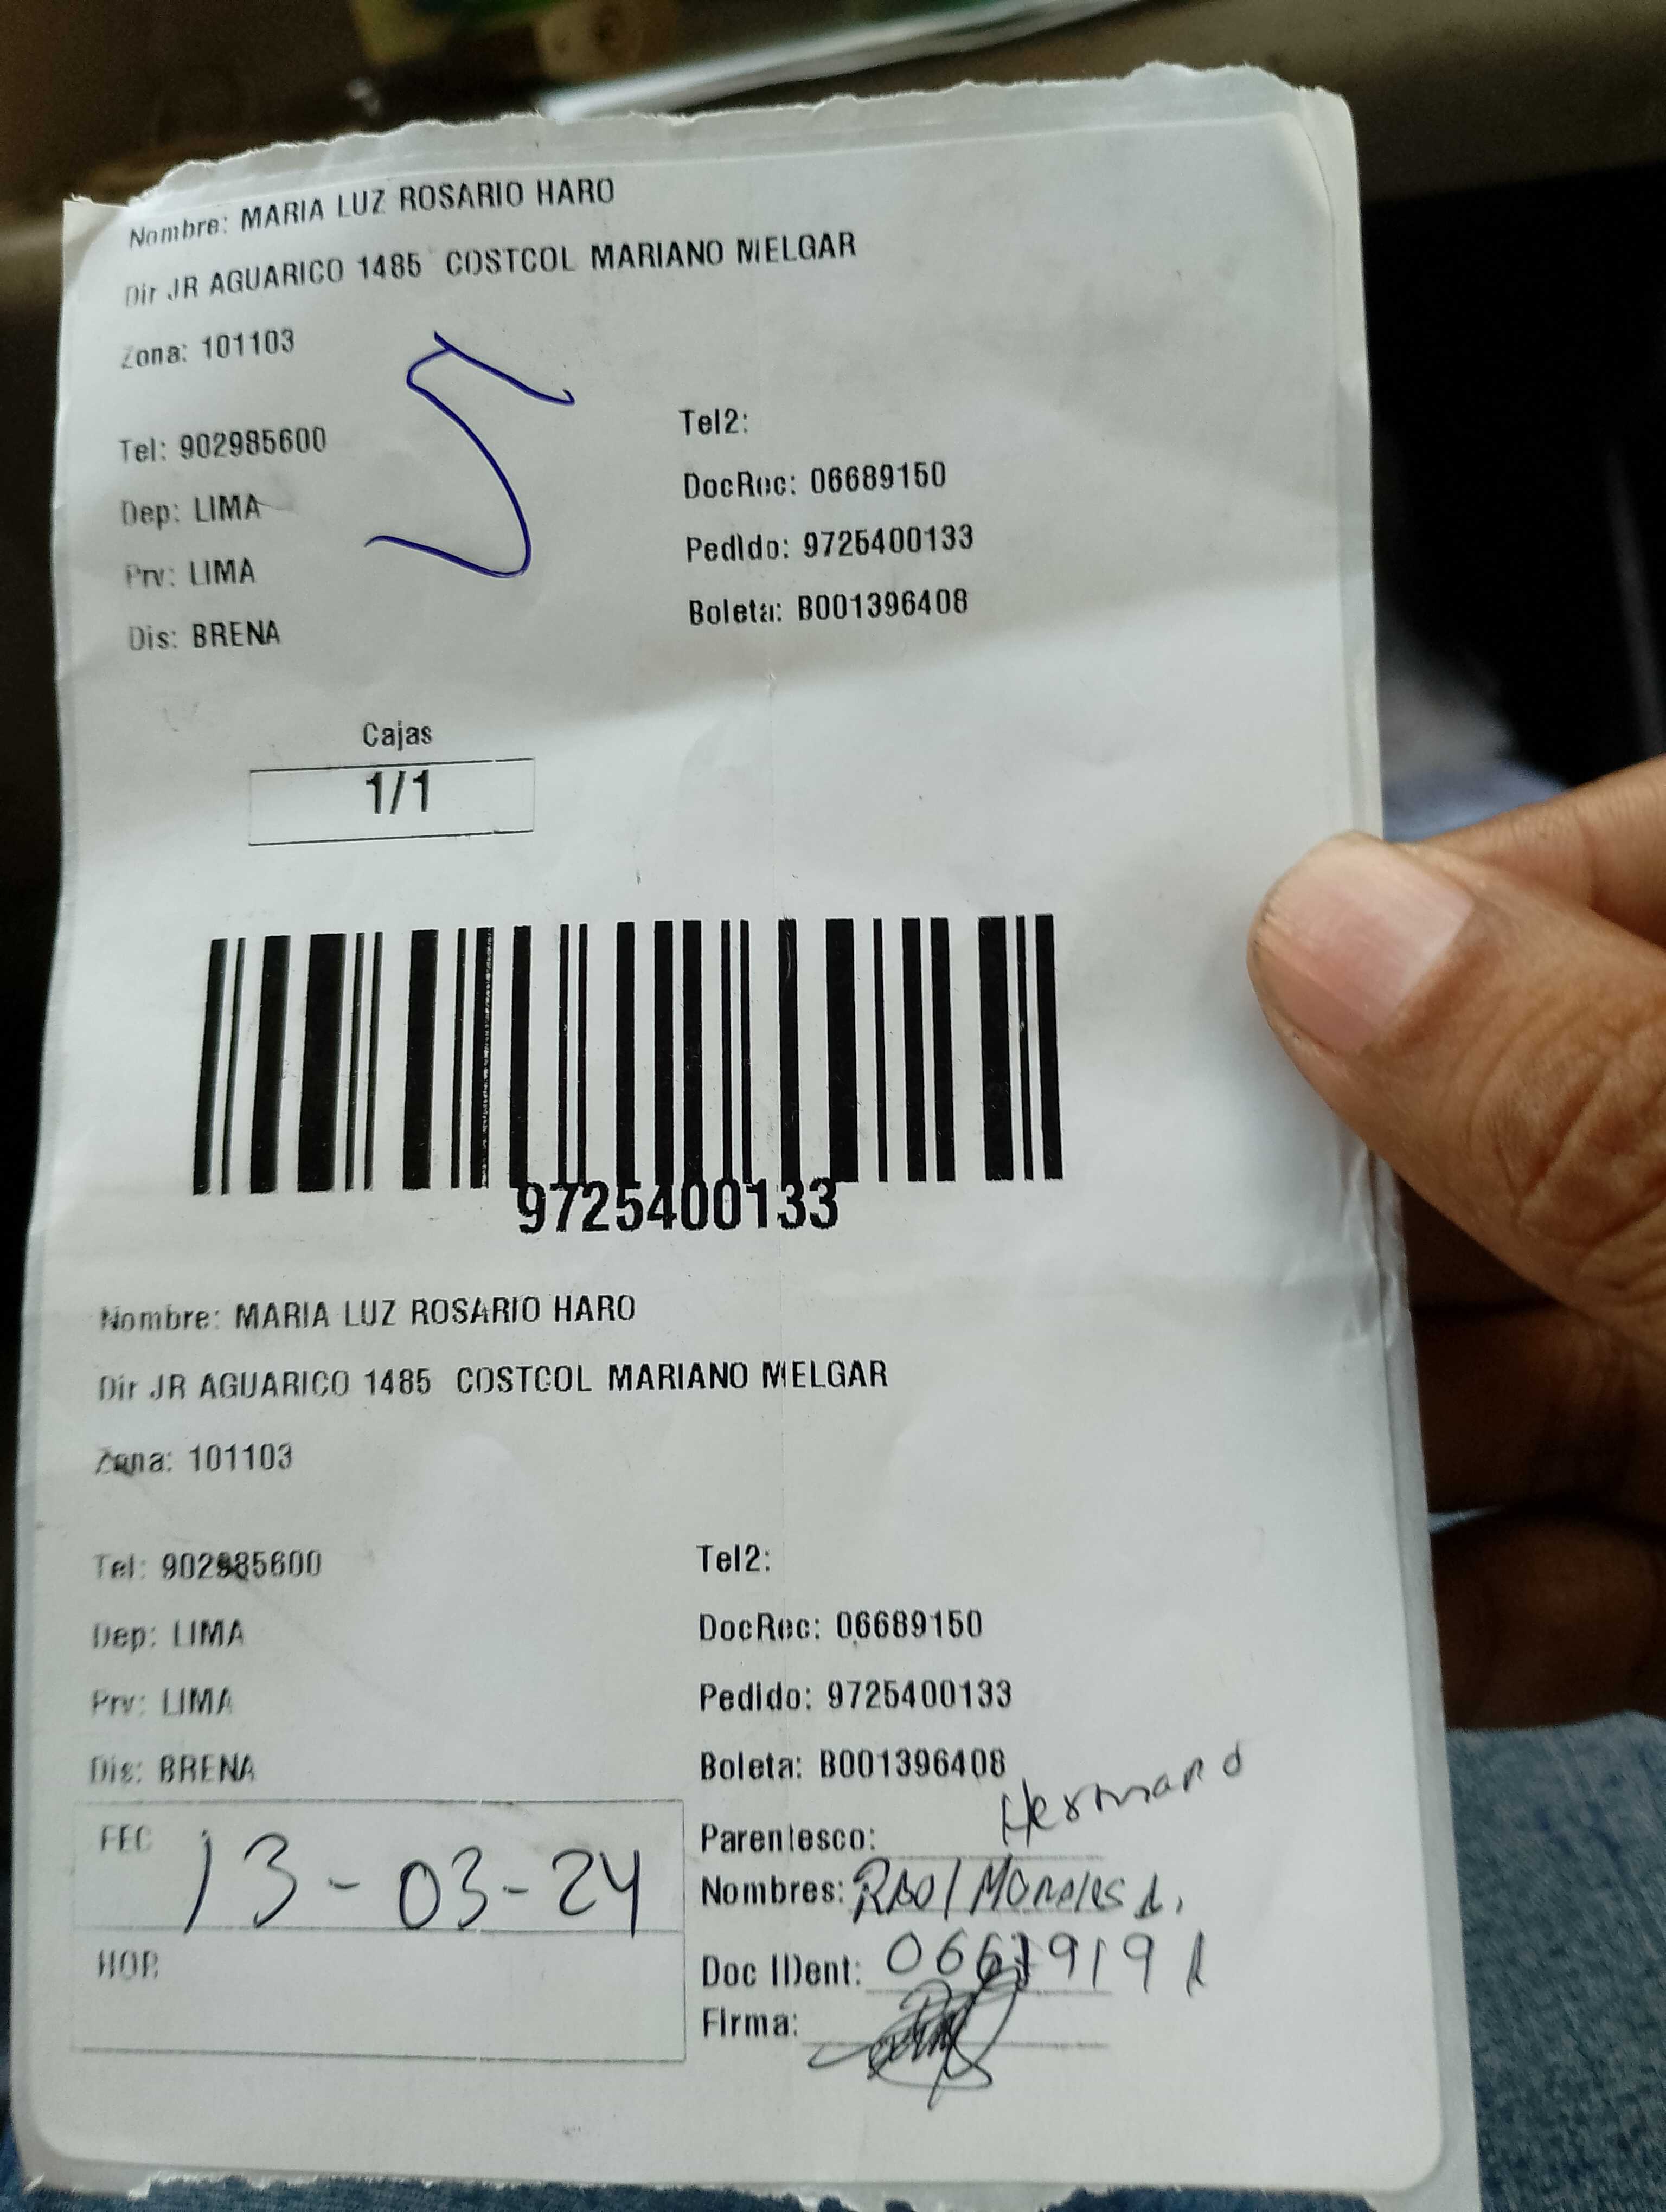 Nombre: MARIA LUZ ROSARIO HARO
Dir JR AGUARICO 1485 COSTCOL MARIANO MELGAR
Zona: 101103
Tel: 902985600
Tel2:
Dep: LIMA
DocRec: 06689150
Prv: LIMA
Pedido: 9725400133
Dis: BRENA
Boleta: B001396408
Cajas
1/1
9725400133
Nombre: MARIA LUZ ROSARIO HARO
Dir JR AGUARICO 1485 COSTCOL MARIANO MELGAR
Zona: 101103
Tel: 902985600
Tel2:
Dep: LIMA
DocRec: 06689150
Prv: LIMA
Pedido: 9725400133
Dis: BRENA
Boleta: B001396408
FEC 13-03-24
HOR
Parentesco: Hermano
Nombres: Morales
Doc IDent:
Firma: